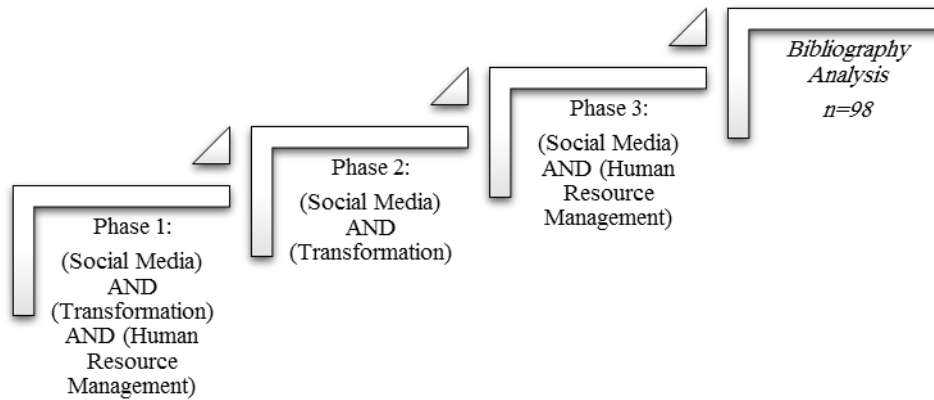 Phase 1:
(Social Media)
AND
(Transformation)
AND (Human
Resource
Management)
Phase 2:
(Social Media)
AND
(Transformation)
Phase 3:
(Social Media)
AND (Human
Resource
Management)
Bibliography
Analysis
n=98